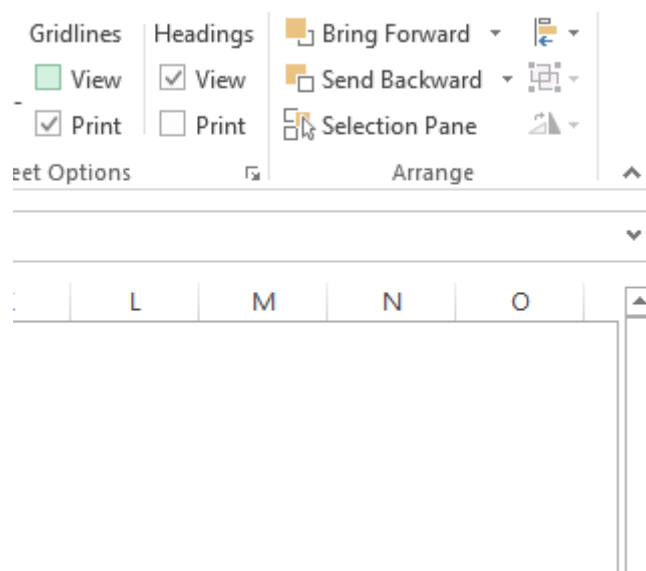 Gridlines Headings Bring Forward
View View Send Backward
Print Print Selection Pane
eet Options Arrange
L M N O